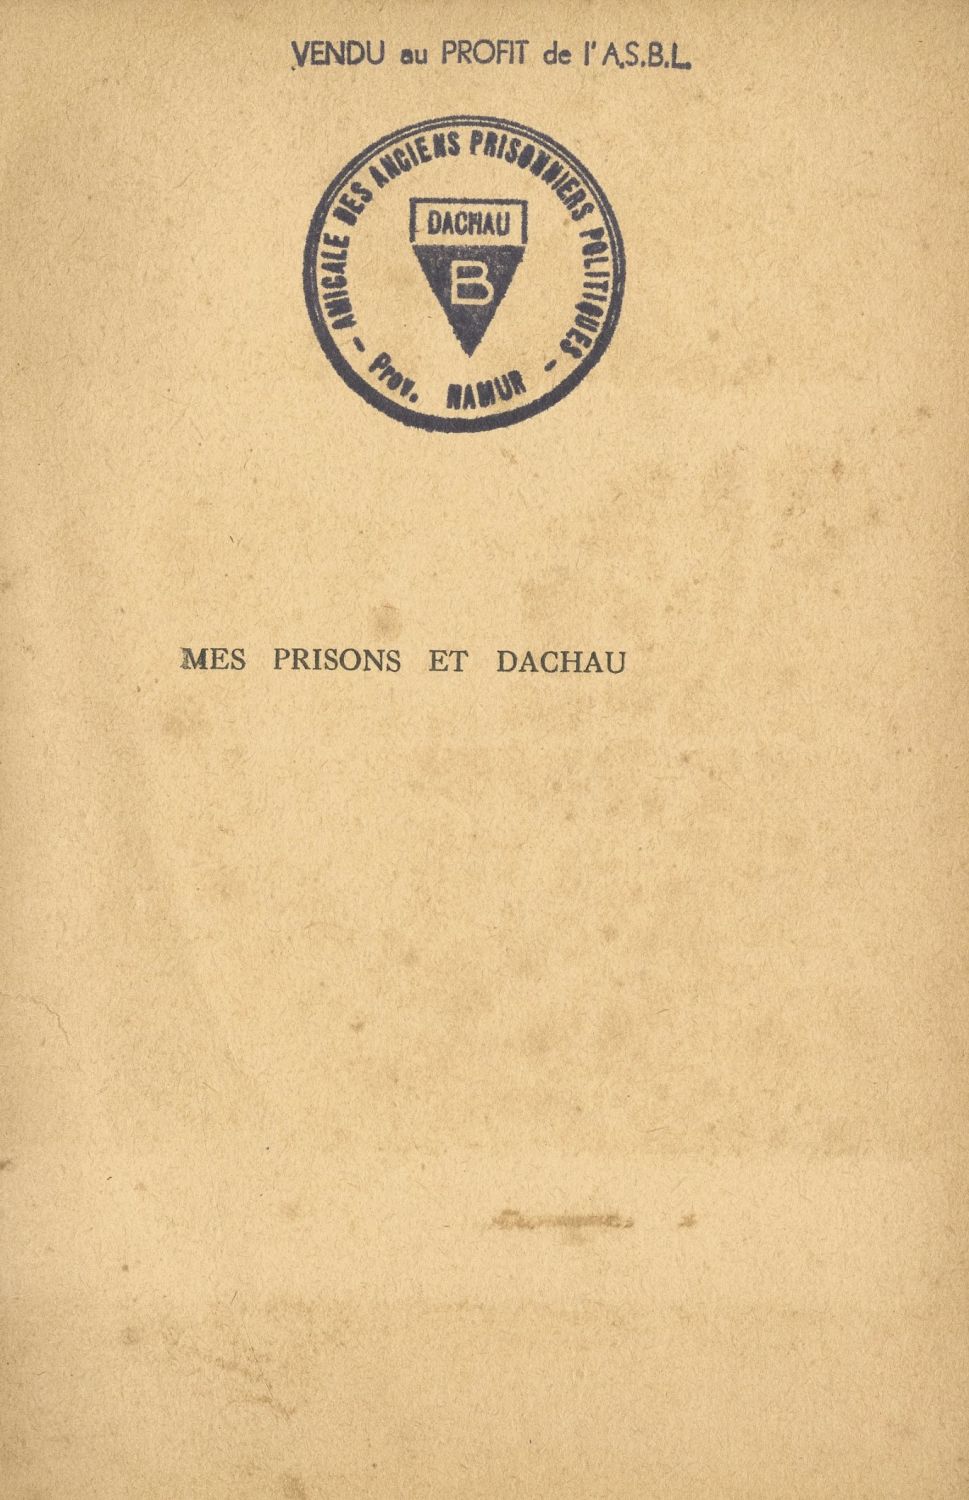 VENDU au PROFIT de l'A.S.B.L.
- AMICALE DES ANCIENS PRISONNIERS POLITIQUES -
DACHAU
B
Prov. NAMUR
MES PRISONS ET DACHAU